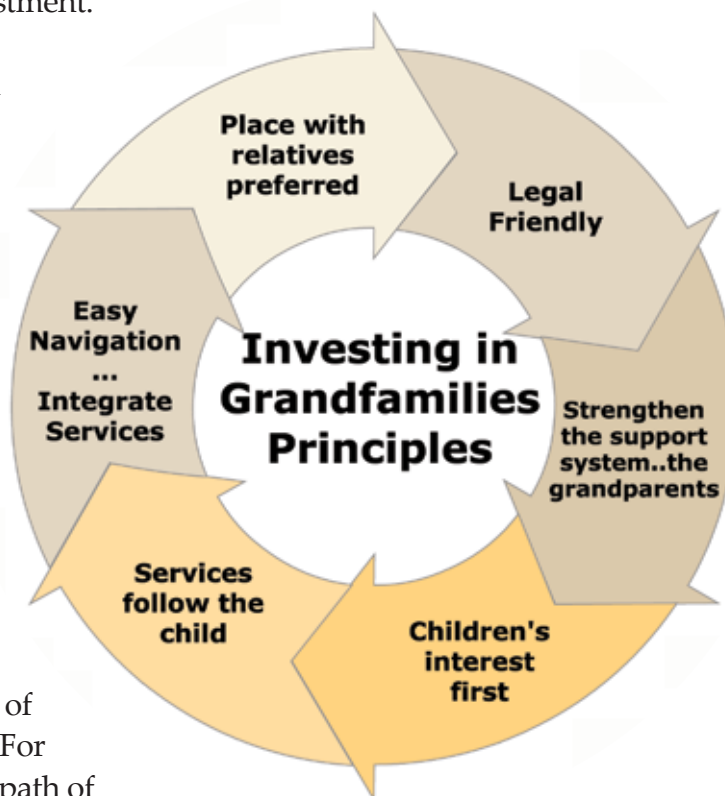 stment.
Place with
relatives
preferred
Legal
Friendly
Easy
Navigation
...
Integrate
Services
Investing in
Grandfamilies
Principles
Strengthen
the support
system..the
grandparents
Services
follow the
child
Children's
interest
first
of
For
path of